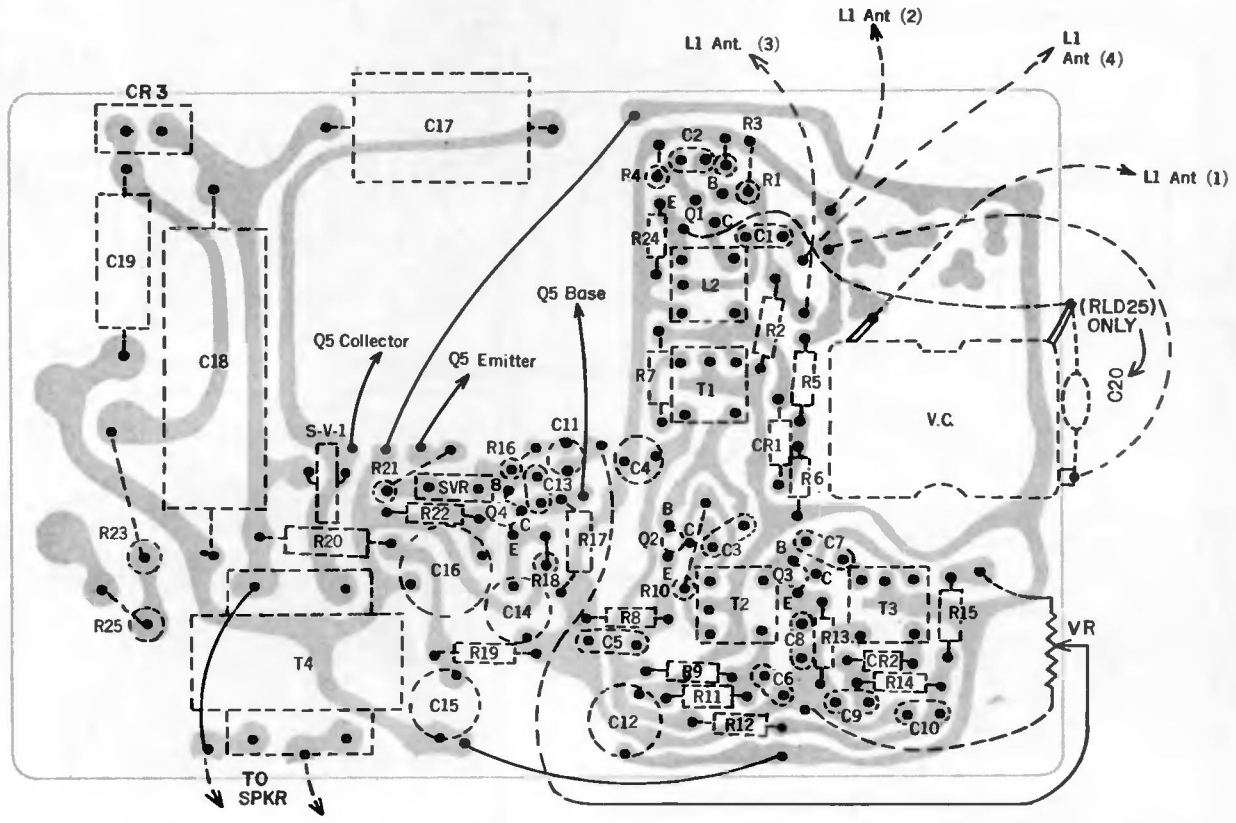 L1 Ant (2)
L1 Ant. (3)
L1
Ant (4)
CR 3
C17
C2
R3
R4
B
R1
L1 Ant (1)
E
Q1
C
C1
R24
C19
L2
Q5 Base
(RLD25)
ONLY
R2
C18
Q5 Collector
Q5 Emitter
R7
T1
R5
C20
V.C.
S-V-1
C11
R16
CR1
C4
R21
SVR
B
C13
R6
R22
Q4
C
B
R23
R20
E
R17
Q2
C
C3
B
C7
C16
R18
E
Q3
C
R10
T2
E
T3
R15
C14
R25
R8
C8
R13
VR
T4
R19
C5
CR2
R9
R14
C6
C15
R11
C9
C12
R12
C10
TO
SPKR